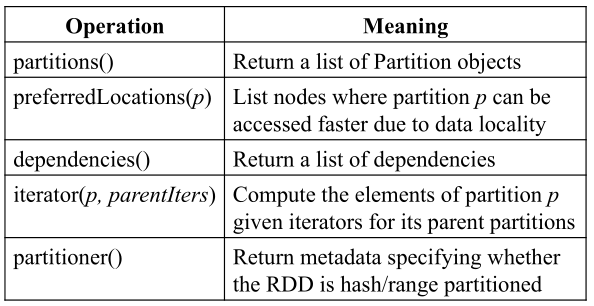 Operation Meaning
partitions() Return a list of Partition objects
preferredLocations(p) List nodes where partition p can be
accessed faster due to data locality
dependencies() Return a list of dependencies
iterator(p, parentIters) Compute the elements of partition p
given iterators for its parent partitions
partitioner() Return metadata specifying whether
the RDD is hash/range partitioned